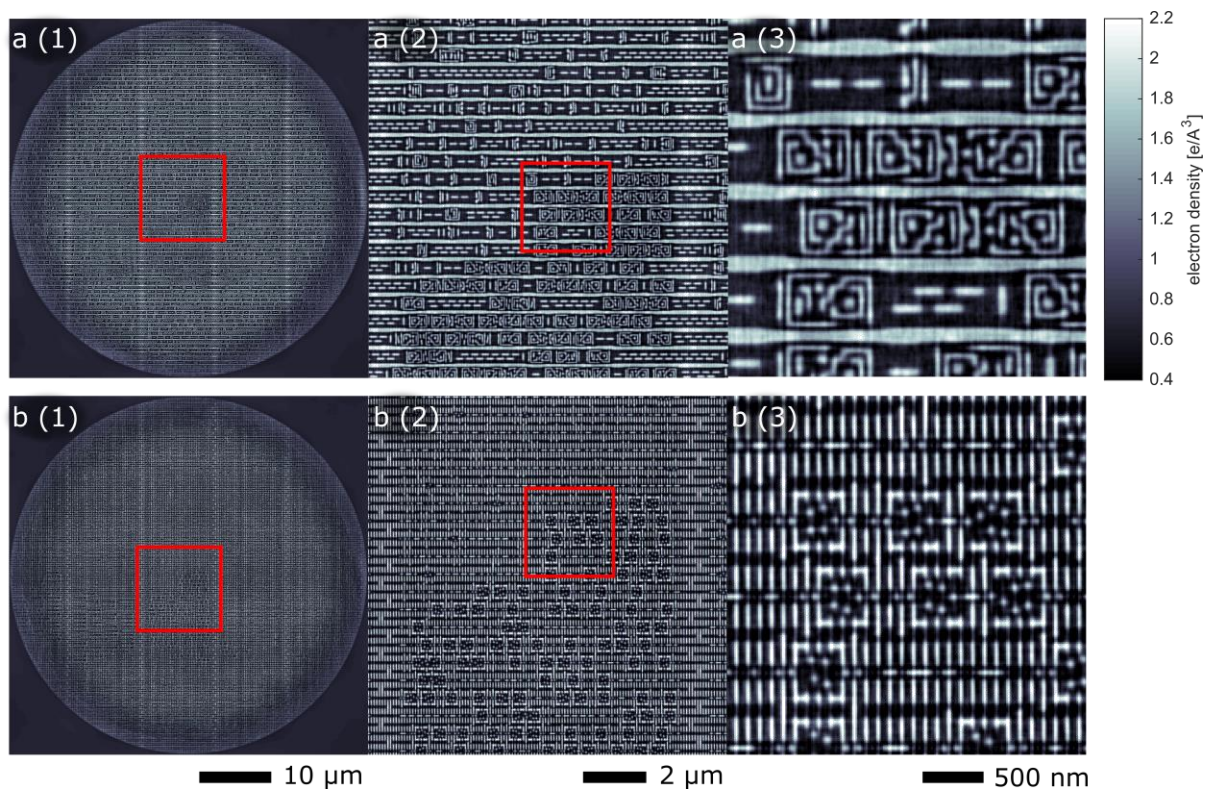 a (1)
a (2)
a (3)
2.2
2
1.8
1.6
1.4
1.2
1
0.8
0.6
0.4
electron density [e/A^3]
b (1)
b (2)
b (3)
10 µm
2 µm
500 nm